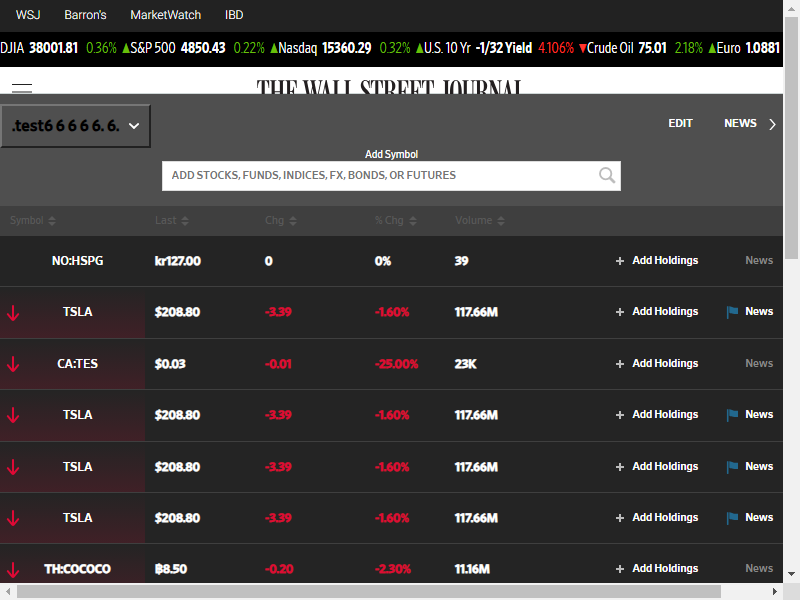 WSJ Barron's MarketWatch IBD
DJIA 38001.81 0.36% S&P 500 4850.43 0.22% Nasdaq 15360.29 0.32% U.S. 10 Yr -1/32 Yield 4.106% Crude Oil 75.01 2.18% Euro 1.0881
THE WALL STREET JOURNAL
.test6 6 6 6 6. 6. EDIT NEWS
Add Symbol
ADD STOCKS, FUNDS, INDICES, FX, BONDS, OR FUTURES
Symbol Last Chg % Chg Volume
NO:HSPG kr127.00 0 0% 39 + Add Holdings News
TSLA $208.80 -3.39 -1.60% 117.66M + Add Holdings News
CA:TES $0.03 -0.01 -25.00% 23K + Add Holdings News
TSLA $208.80 -3.39 -1.60% 117.66M + Add Holdings News
TSLA $208.80 -3.39 -1.60% 117.66M + Add Holdings News
TSLA $208.80 -3.39 -1.60% 117.66M + Add Holdings News
TH:COCOCO ฿8.50 -0.20 -2.30% 11.16M + Add Holdings News